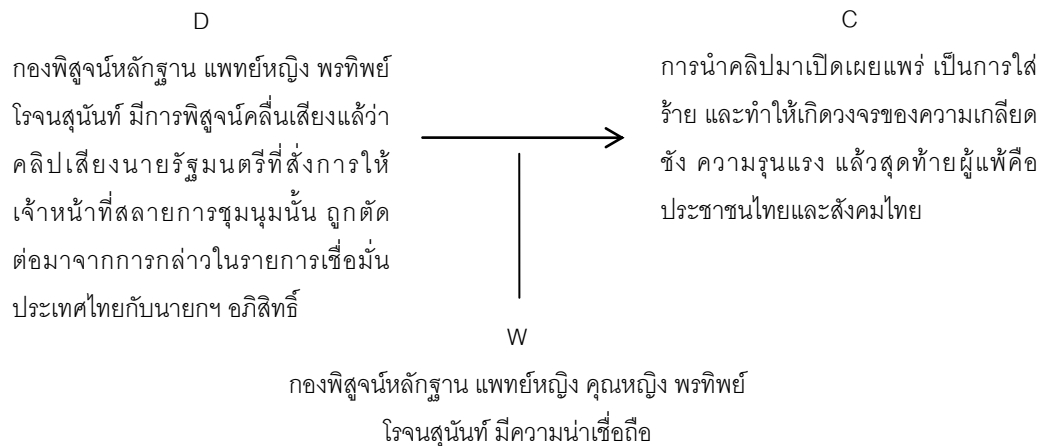 D
กองพิสูจน์หลักฐาน แพทย์หญิง พรทิพย์
โรจนสุนันท์ มีการพิสูจน์คลื่นเสียงแล้วว่า
คลิปเสียงนายรัฐมนตรีที่สั่งการให้
เจ้าหน้าที่สลายการชุมนุมนั้น ถูกตัด
ต่อมาจากการกล่าวในรายการเชื่อมั่น
ประเทศไทยกับนายกฯ อภิสิทธิ์
C
การนำคลิปมาเปิดเผยแพร่ เป็นการใส่
ร้าย และทำให้เกิดวงจรของความเกลียด
ชัง ความรุนแรง แล้วสุดท้ายผู้แพ้คือ
ประชาชนไทยและสังคมไทย
W
กองพิสูจน์หลักฐาน แพทย์หญิง คุณหญิง พรทิพย์
โรจนสุนันท์ มีความน่าเชื่อถือ